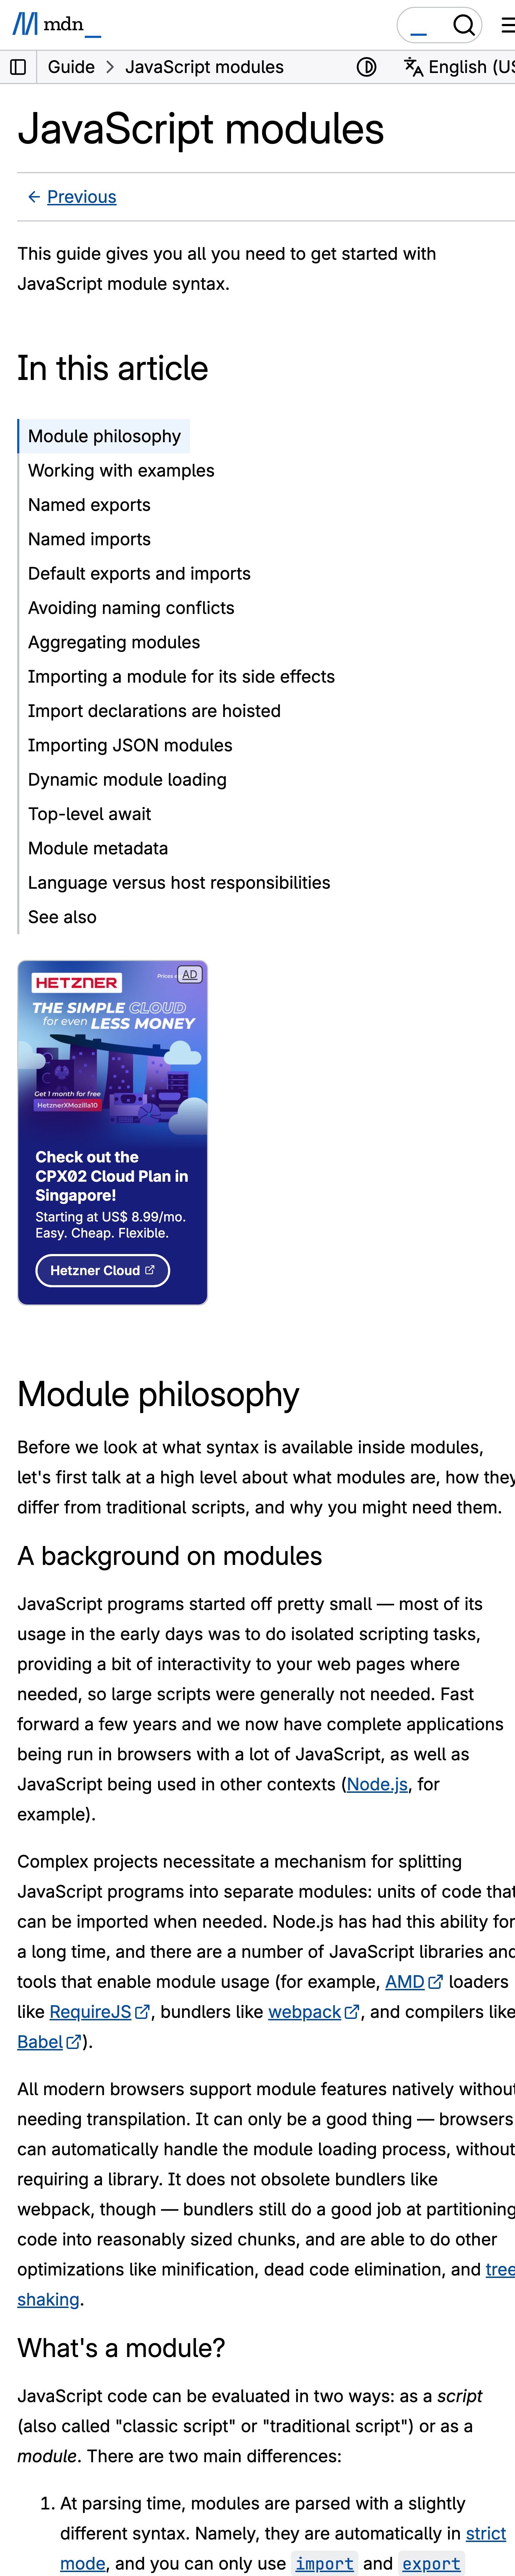 mdn_
Guide > JavaScript modules English (US
JavaScript modules
← Previous
This guide gives you all you need to get started with
JavaScript module syntax.
In this article
Module philosophy
Working with examples
Named exports
Named imports
Default exports and imports
Avoiding naming conflicts
Aggregating modules
Importing a module for its side effects
Import declarations are hoisted
Importing JSON modules
Dynamic module loading
Top-level await
Module metadata
Language versus host responsibilities
See also
HETZNER
Prices
AD
THE SIMPLE CLOUD
for even LESS MONEY
Get 1 month for free
HetznerXMozilla10
Check out the
CPX02 Cloud Plan in
Singapore!
Starting at US$ 8.99/mo.
Easy. Cheap. Flexible.
Hetzner Cloud
Module philosophy
Before we look at what syntax is available inside modules,
let's first talk at a high level about what modules are, how they
differ from traditional scripts, and why you might need them.
A background on modules
JavaScript programs started off pretty small — most of its
usage in the early days was to do isolated scripting tasks,
providing a bit of interactivity to your web pages where
needed, so large scripts were generally not needed. Fast
forward a few years and we now have complete applications
being run in browsers with a lot of JavaScript, as well as
JavaScript being used in other contexts (Node.js, for
example).
Complex projects necessitate a mechanism for splitting
JavaScript programs into separate modules: units of code that
can be imported when needed. Node.js has had this ability for
a long time, and there are a number of JavaScript libraries and
tools that enable module usage (for example, AMD loaders
like RequireJS, bundlers like webpack, and compilers like
Babel).
All modern browsers support module features natively without
needing transpilation. It can only be a good thing — browsers
can automatically handle the module loading process, without
requiring a library. It does not obsolete bundlers like
webpack, though — bundlers still do a good job at partitioning
code into reasonably sized chunks, and are able to do other
optimizations like minification, dead code elimination, and tree
shaking.
What's a module?
JavaScript code can be evaluated in two ways: as a script
(also called "classic script" or "traditional script") or as a
module. There are two main differences:
1. At parsing time, modules are parsed with a slightly
different syntax. Namely, they are automatically in strict
mode, and you can only use import and export